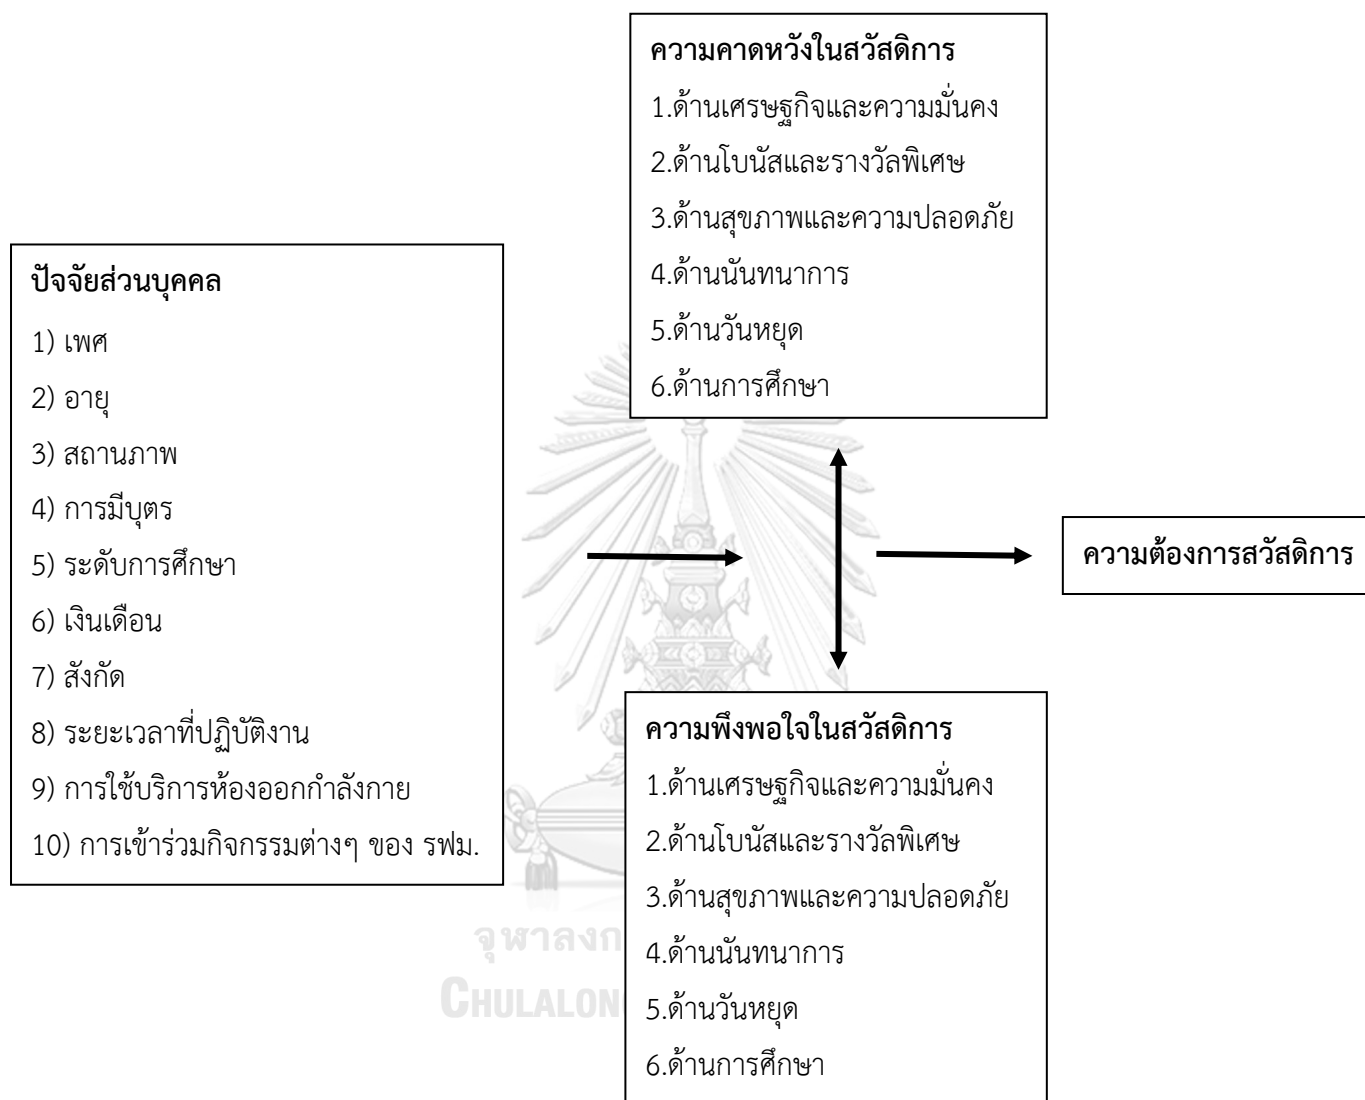 ความคาดหวังในสวัสดิการ
1.ด้านเศรษฐกิจและความมั่นคง
2.ด้านโบนัสและรางวัลพิเศษ
3.ด้านสุขภาพและความปลอดภัย
4.ด้านนันทนาการ
5.ด้านวันหยุด
6.ด้านการศึกษา
ปัจจัยส่วนบุคคล
1) เพศ
2) อายุ
3) สถานภาพ
4) การมีบุตร
5) ระดับการศึกษา
6) เงินเดือน
7) สังกัด
8) ระยะเวลาที่ปฏิบัติงาน
9) การใช้บริการห้องออกกำลังกาย
10) การเข้าร่วมกิจกรรมต่างๆ ของ รฟม.
ความต้องการสวัสดิการ
ความพึงพอใจในสวัสดิการ
1.ด้านเศรษฐกิจและความมั่นคง
2.ด้านโบนัสและรางวัลพิเศษ
3.ด้านสุขภาพและความปลอดภัย
4.ด้านนันทนาการ
5.ด้านวันหยุด
6.ด้านการศึกษา
จุฬาลงก
CHULALON